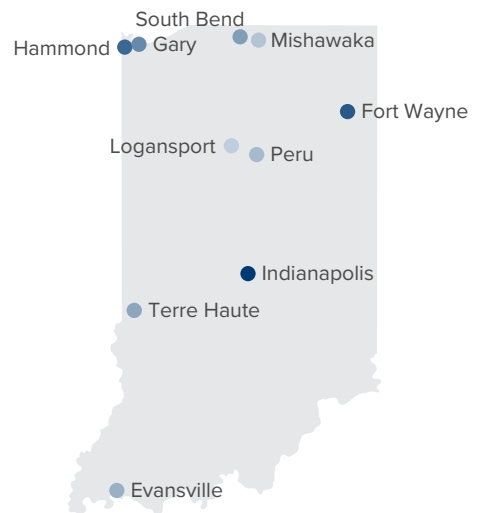 South Bend
Hammond
Gary
Mishawaka
Fort Wayne
Logansport
Peru
Indianapolis
Terre Haute
Evansville